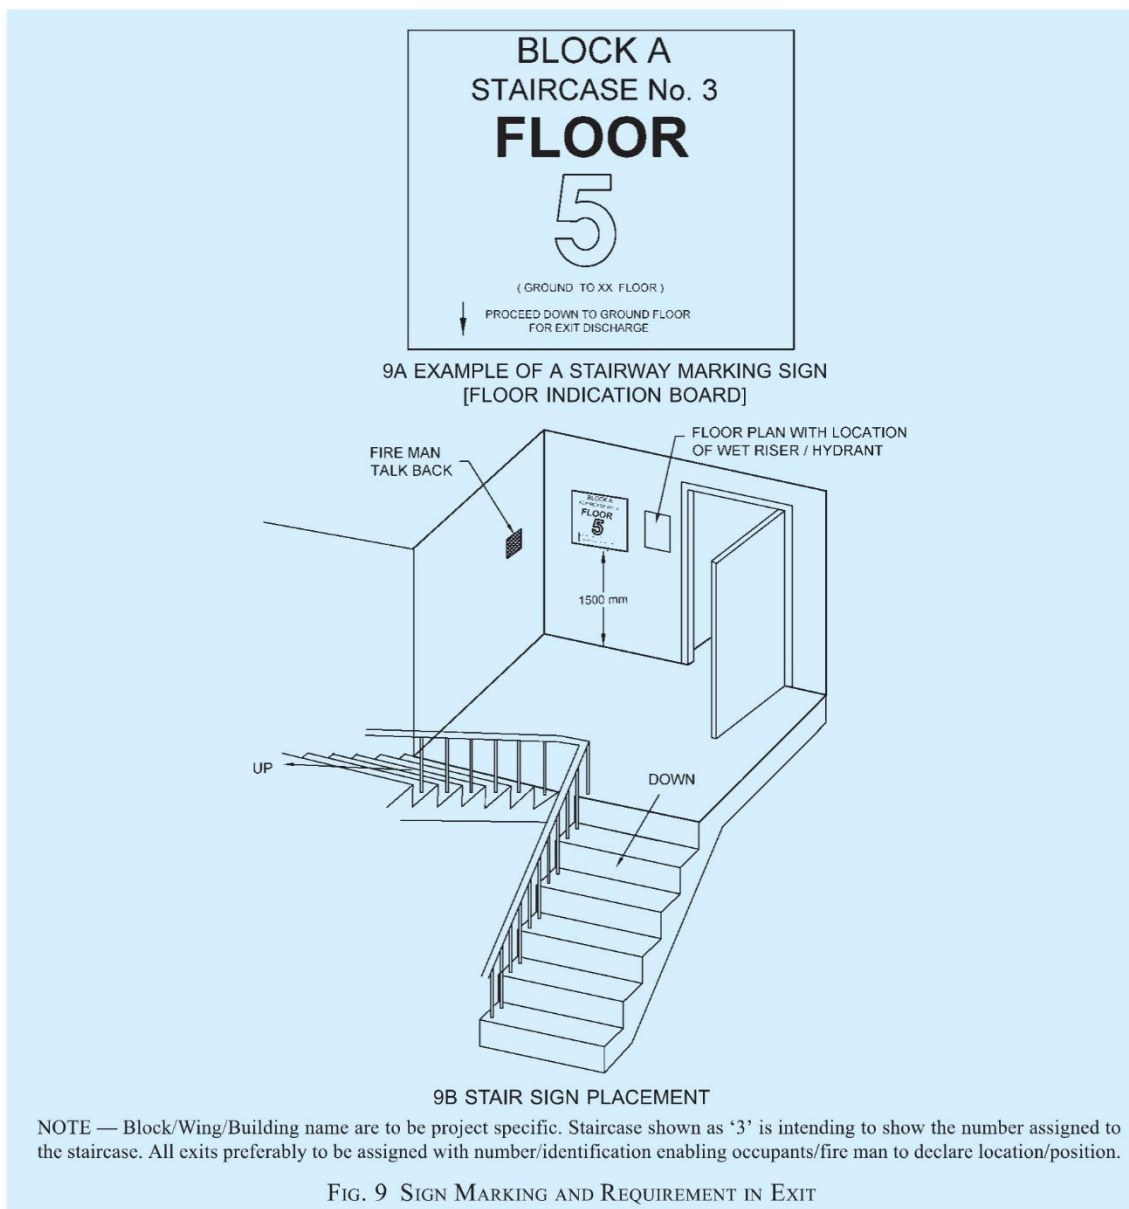 BLOCK A
STAIRCASE No. 3
FLOOR
5
( GROUND TO XX FLOOR )
PROCEED DOWN TO GROUND FLOOR
FOR EXIT DISCHARGE
9A EXAMPLE OF A STAIRWAY MARKING SIGN
[FLOOR INDICATION BOARD]
FLOOR PLAN WITH LOCATION
OF WET RISER / HYDRANT
FIRE MAN
TALK BACK
BLOCK A
FLOOR
5
1500 mm
UP
DOWN
9B STAIR SIGN PLACEMENT
NOTE — Block/Wing/Building name are to be project specific. Staircase shown as ‘3’ is intending to show the number assigned to
the staircase. All exits preferably to be assigned with number/identification enabling occupants/fire man to declare location/position.
FIG. 9 SIGN MARKING AND REQUIREMENT IN EXIT